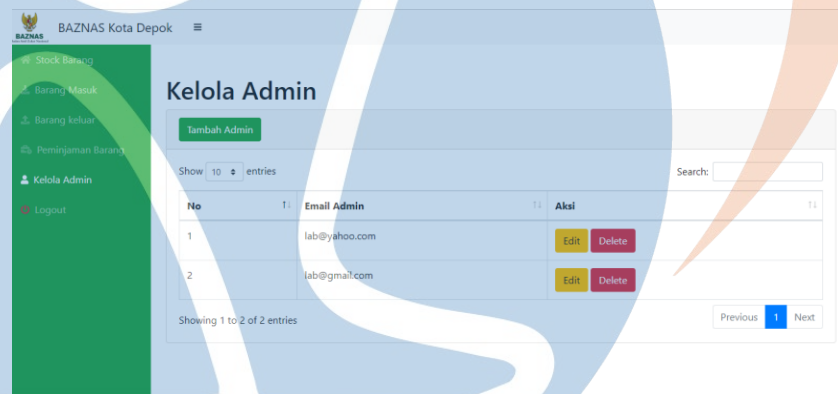 BAZNAS
BAZNAS Kota Depok
Stock Barang
Barang Masuk
Barang keluar
Peminjaman Barang
Kelola Admin
Logout
Kelola Admin
Tambah Admin
Show 10 entries
Search:
No Email Admin Aksi
1 lab@yahoo.com Edit Delete
2 lab@gmail.com Edit Delete
Showing 1 to 2 of 2 entries
Previous 1 Next